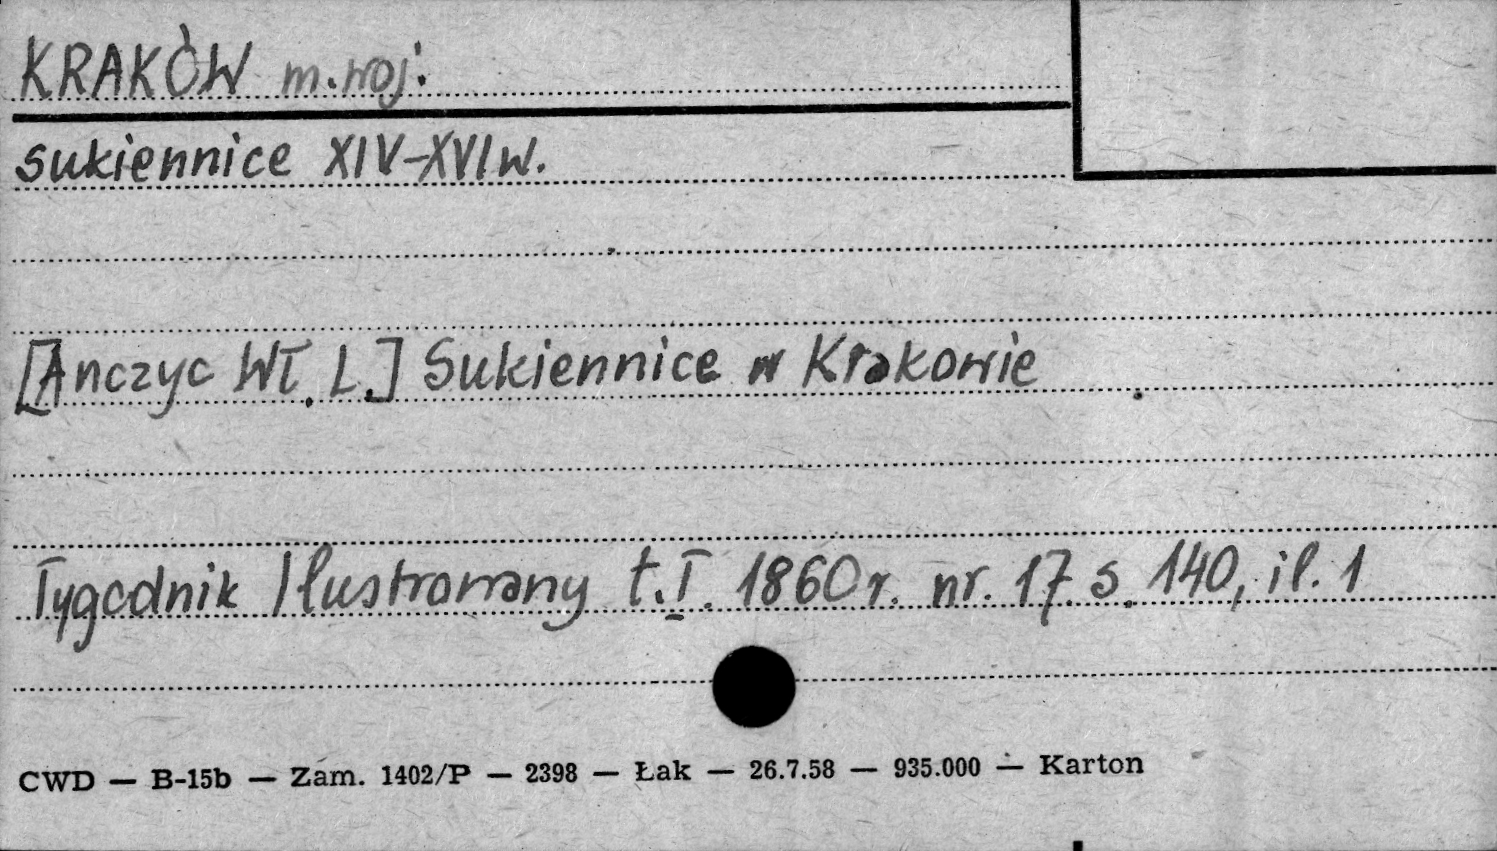 KRAKÓW m.woj.
sukiennice XIV-XVI w.
[Anczyc Wł. L.] Sukiennice w Krakowie
Tygodnik Ilustrowany t.I. 1860 r. nr. 17. s. 140, il. 1
CWD — B-15b — Zam. 1402/P — 2398 — Łak — 26.7.58 — 935.000 — Karton